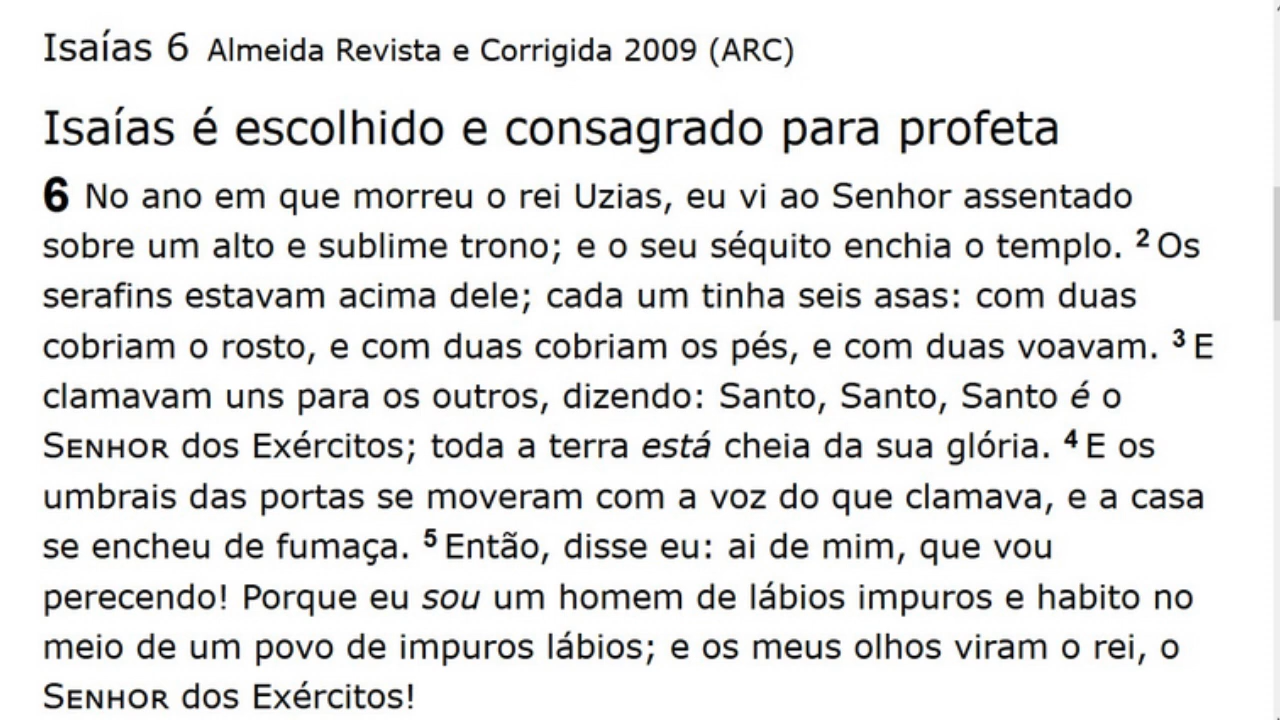 Isaías 6 Almeida Revista e Corrigida 2009 (ARC)
Isaías é escolhido e consagrado para profeta
6 No ano em que morreu o rei Uzias, eu vi ao Senhor assentado
sobre um alto e sublime trono; e o seu séquito enchia o templo. 2 Os
serafins estavam acima dele; cada um tinha seis asas: com duas
cobriam o rosto, e com duas cobriam os pés, e com duas voavam. 3 E
clamavam uns para os outros, dizendo: Santo, Santo, Santo é o
SENHOR dos Exércitos; toda a terra está cheia da sua glória. 4 E os
umbrais das portas se moveram com a voz do que clamava, e a casa
se encheu de fumaça. 5 Então, disse eu: ai de mim, que vou
perecendo! Porque eu sou um homem de lábios impuros e habito no
meio de um povo de impuros lábios; e os meus olhos viram o rei, o
SENHOR dos Exércitos!